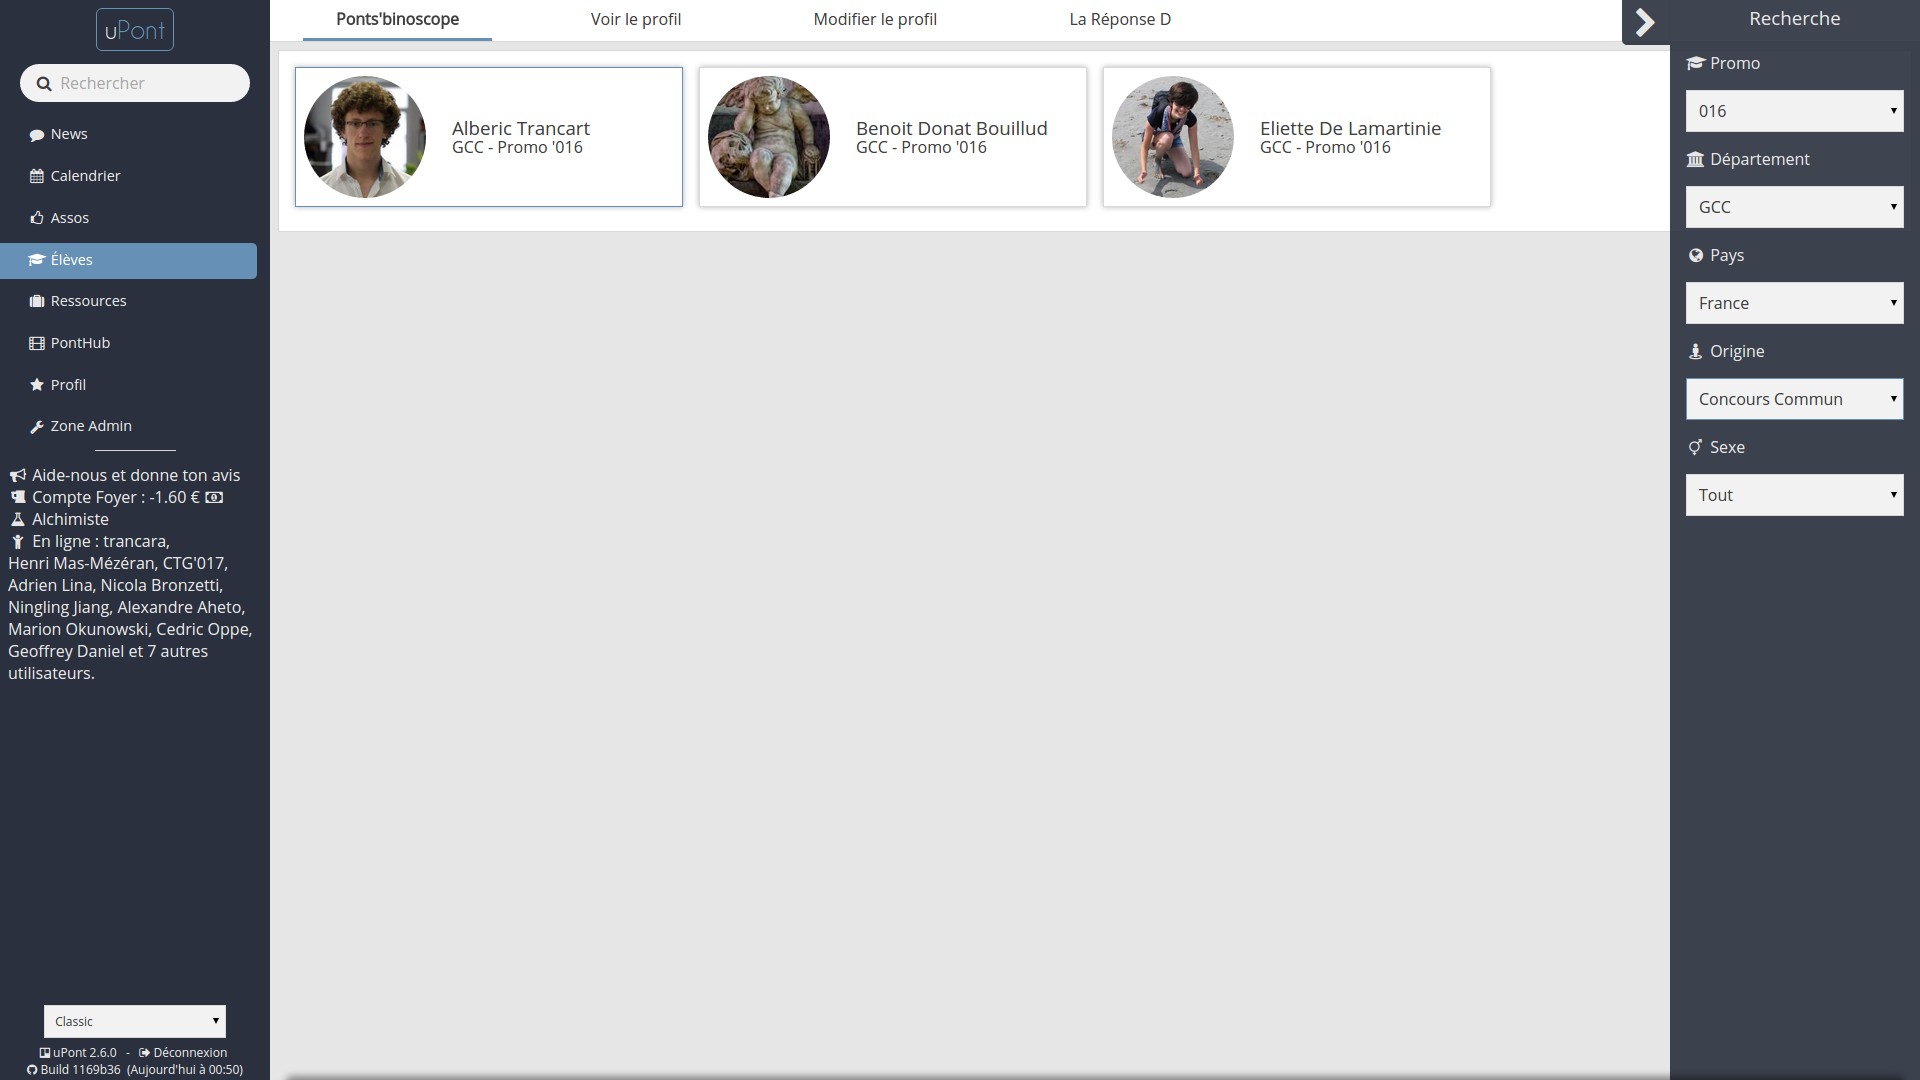 uPont
Rechercher
News
Calendrier
Assos
Élèves
Ressources
PontHub
Profil
Zone Admin
Aide-nous et donne ton avis
Compte Foyer : -1.60 €
Alchimiste
En ligne : trancara,
Henri Mas-Mézéran, CTG'017,
Adrien Lina, Nicola Bronzetti,
Ningling Jiang, Alexandre Aheto,
Marion Okunowski, Cedric Oppe,
Geoffrey Daniel et 7 autres
utilisateurs.
Classic
uPont 2.6.0 - Déconnexion
Build 1169b36 (Aujourd'hui à 00:50)
Ponts'binoscope
Voir le profil
Modifier le profil
La Réponse D
Alberic Trancart
GCC - Promo '016
Benoit Donat Bouillud
GCC - Promo '016
Eliette De Lamartinie
GCC - Promo '016
Recherche
Promo
016
Département
GCC
Pays
France
Origine
Concours Commun
Sexe
Tout